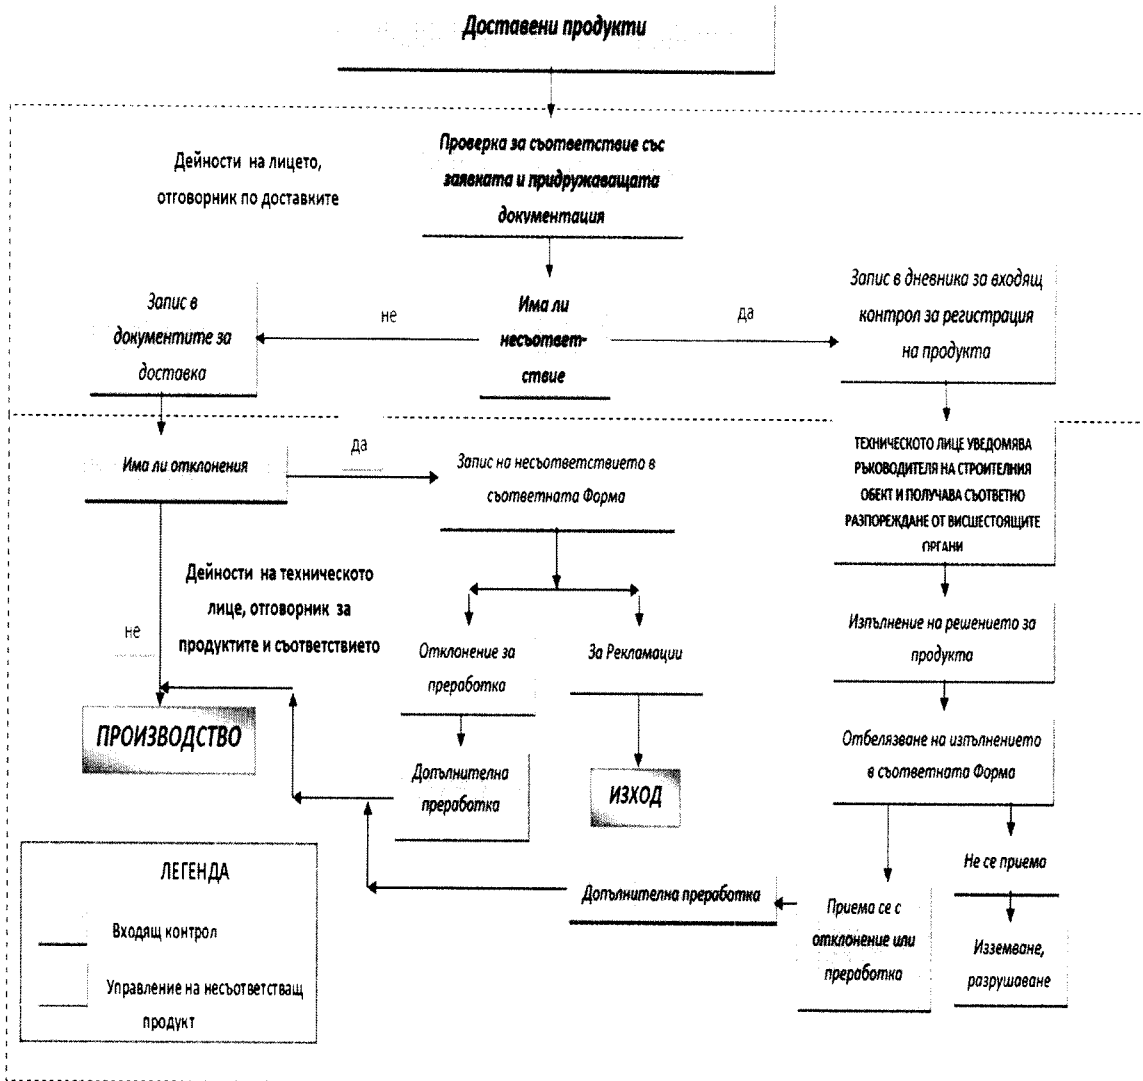 Доставени продукти
Проверка за съответствие със
заявката и придружаващата
документация
Дейности на лицето,
отговорник по доставките
Запис в
документите за
доставка
не
Има ли
несъответ-
ствие
да
Запис в дневника за входящ
контрол за регистрация
на продукта
Има ли отклонения
да
Запис на несъответствието в
съответната Форма
ТЕХНИЧЕСКОТО ЛИЦЕ УВЕДОМЯВА
РЪКОВОДИТЕЛЯ НА СТРОИТЕЛНИЯ
ОБЕКТ И ПОЛУЧАВА СЪОТВЕТНО
РАЗПОРЕЖДАНЕ ОТ ВИСШЕСТОЯЩИТЕ
ОРГАНИ
Дейности на техническото
лице, отговорник за
продуктите и съответствието
не
Отклонение за
преработка
За Рекламации
Изпълнение на решението за
продукта
ПРОИЗВОДСТВО
Допълнителна
преработка
ИЗХОД
Отбелязване на изпълнението
в съответната Форма
Не се приема
Допълнителна преработка
Приема се с
отклонение или
преработка
Изземване,
разрушаване
ЛЕГЕНДА
Входящ контрол
Управление на несъответстващ
продукт